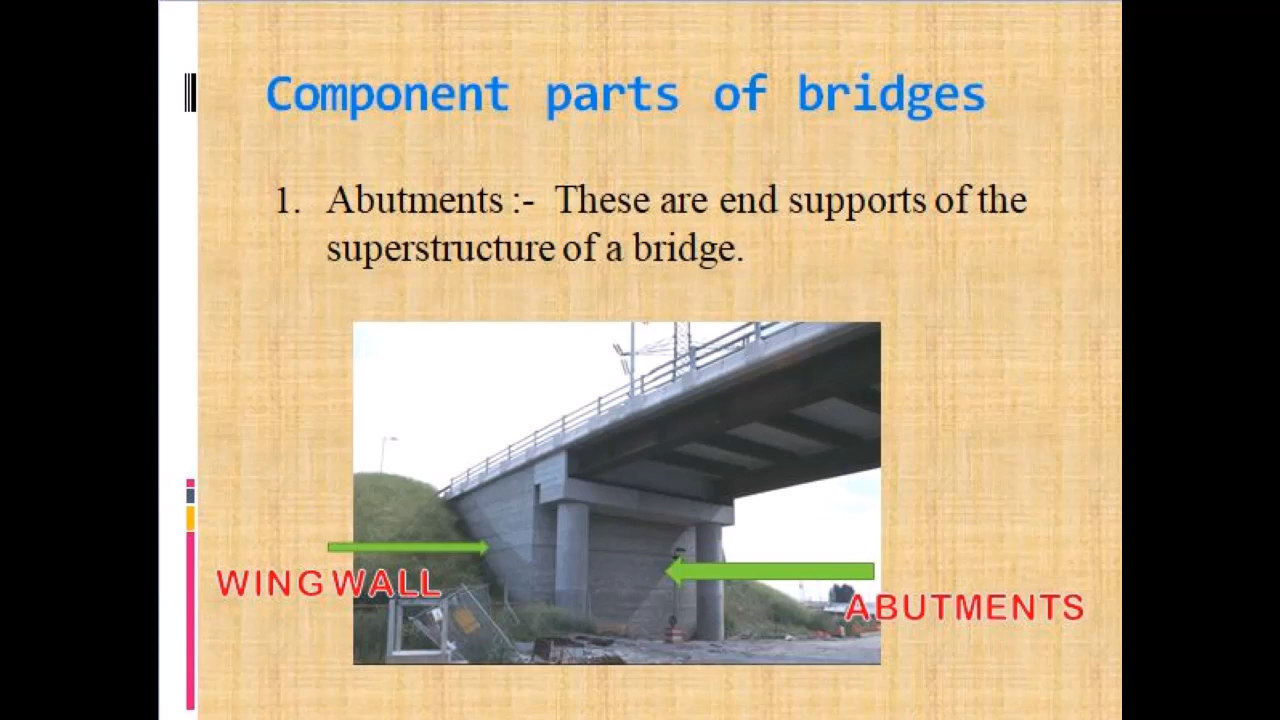 Component parts of bridges
1. Abutments :- These are end supports of the
superstructure of a bridge.
WINGWALL
ABUTMENTS